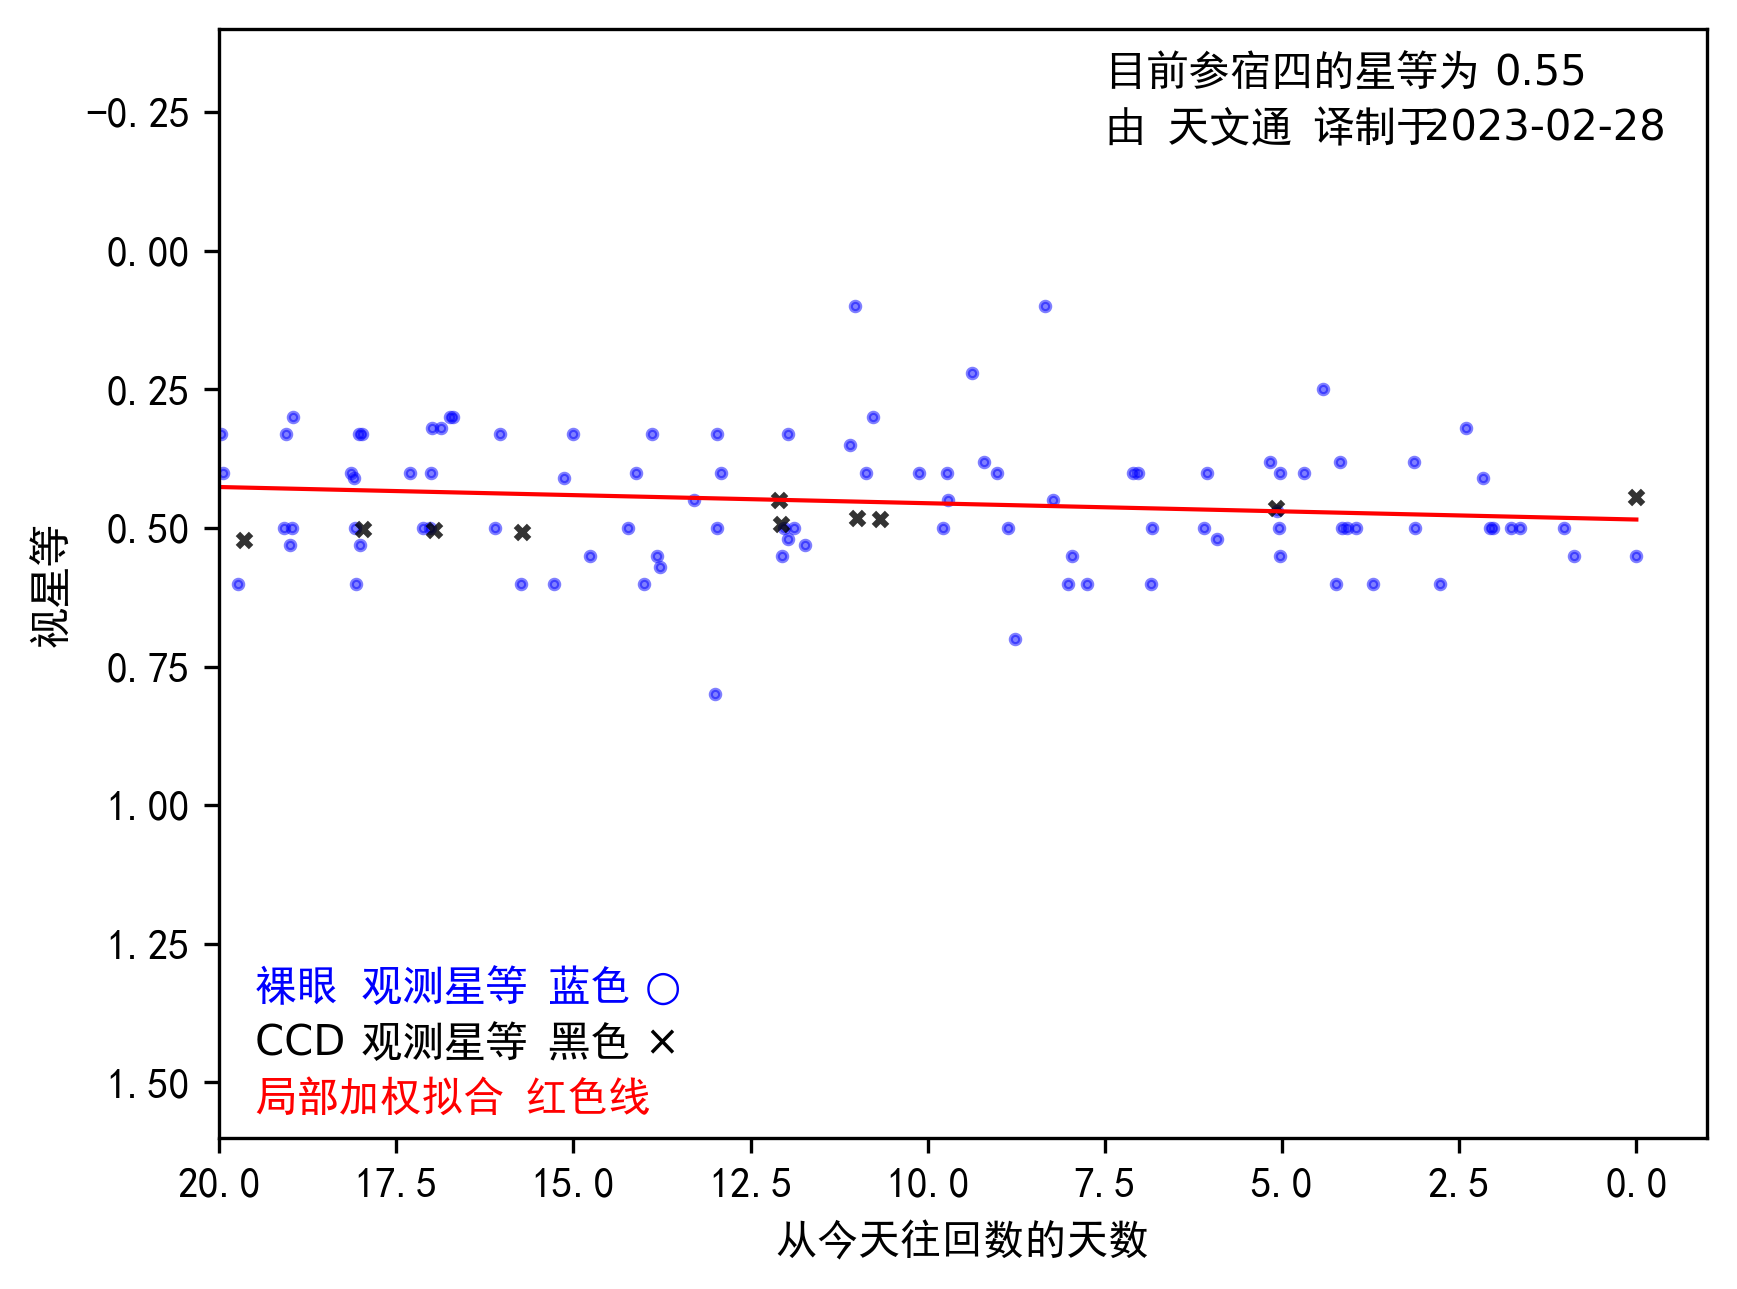 目前参宿四的星等为 0.55
由 天文通 译制于2023-02-28
−0.25
0.00
0.25
0.50
0.75
1.00
1.25
1.50
视星等
裸眼 观测星等 蓝色 ○
CCD 观测星等 黑色 ×
局部加权拟合 红色线
20.0 17.5 15.0 12.5 10.0 7.5 5.0 2.5 0.0
从今天往回数的天数